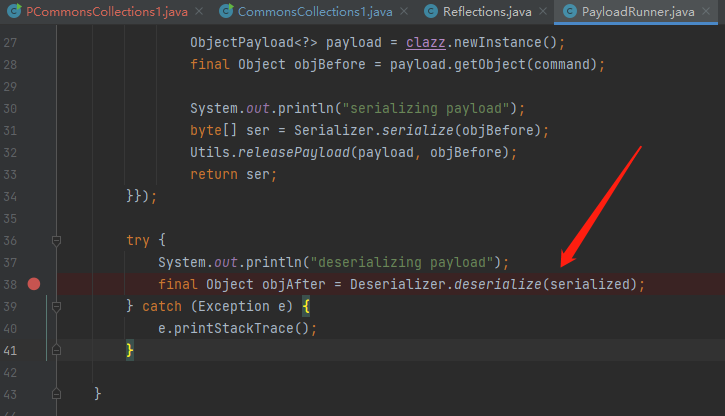 PCommonsCollections1.java × CommonsCollections1.java × Reflections.java × PayloadRunner.java ×
27 ObjectPayload<?> payload = clazz.newInstance();
28 final Object objBefore = payload.getObject(command);
29
30 System.out.println("serializing payload");
31 byte[] ser = Serializer.serialize(objBefore);
32 Utils.releasePayload(payload, objBefore);
33 return ser;
34 }});
35
36 try {
37 System.out.println("deserializing payload");
38 final Object objAfter = Deserializer.deserialize(serialized);
39 } catch (Exception e) {
40 e.printStackTrace();
41 }
42
43 }